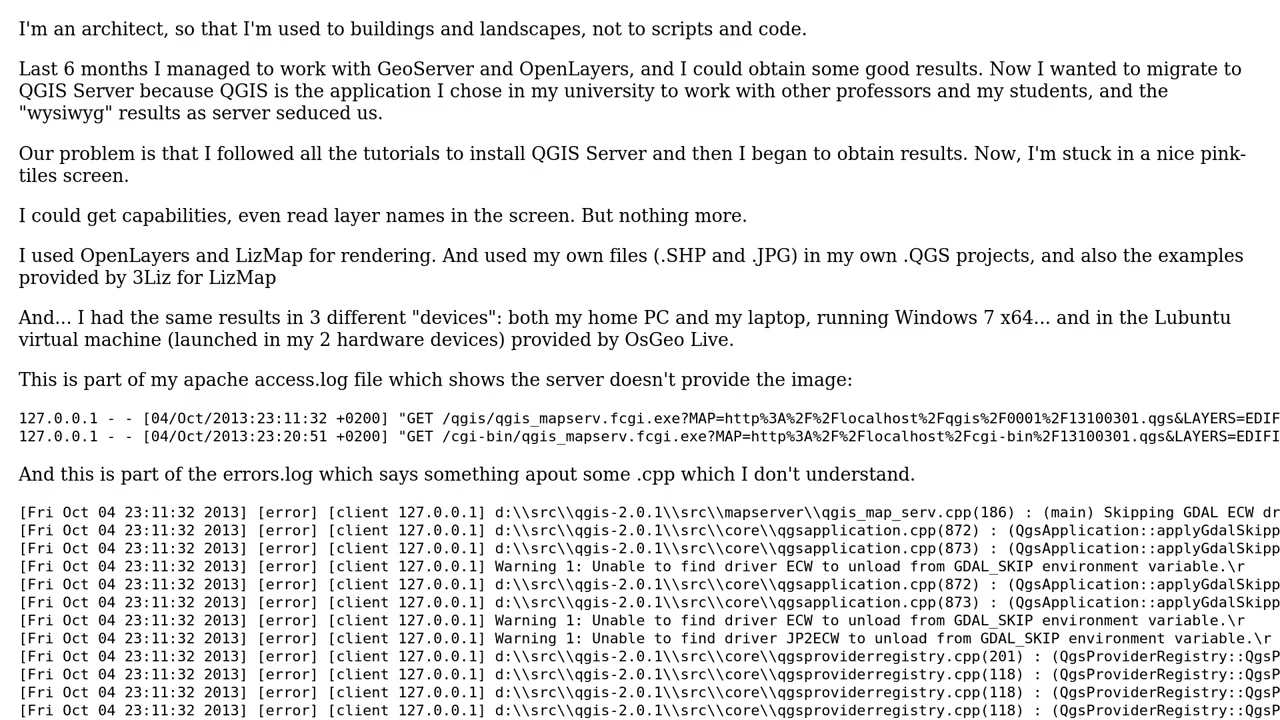 I'm an architect, so that I'm used to buildings and landscapes, not to scripts and code.
Last 6 months I managed to work with GeoServer and OpenLayers, and I could obtain some good results. Now I wanted to migrate to
QGIS Server because QGIS is the application I chose in my university to work with other professors and my students, and the
"wysiwyg" results as server seduced us.
Our problem is that I followed all the tutorials to install QGIS Server and then I began to obtain results. Now, I'm stuck in a nice pink-
tiles screen.
I could get capabilities, even read layer names in the screen. But nothing more.
I used OpenLayers and LizMap for rendering. And used my own files (.SHP and .JPG) in my own .QGS projects, and also the examples
provided by 3Liz for LizMap
And... I had the same results in 3 different "devices": both my home PC and my laptop, running Windows 7 x64... and in the Lubuntu
virtual machine (launched in my 2 hardware devices) provided by OsGeo Live.
This is part of my apache access.log file which shows the server doesn't provide the image:
127.0.0.1 - - [04/Oct/2013:23:11:32 +0200] "GET /qgis/qgis_mapserv.fcgi.exe?MAP=http%3A%2F%2Flocalhost%2Fqgis%2F0001%2F13100301.qgs&LAYERS=EDIF
127.0.0.1 - - [04/Oct/2013:23:20:51 +0200] "GET /cgi-bin/qgis_mapserv.fcgi.exe?MAP=http%3A%2F%2Flocalhost%2Fcgi-bin%2F13100301.qgs&LAYERS=EDIFI
And this is part of the errors.log which says something apout some .cpp which I don't understand.
[Fri Oct 04 23:11:32 2013] [error] [client 127.0.0.1] d:\\src\\qgis-2.0.1\\src\\mapserver\\qgis_map_serv.cpp(186) : (main) Skipping GDAL ECW dr
[Fri Oct 04 23:11:32 2013] [error] [client 127.0.0.1] d:\\src\\qgis-2.0.1\\src\\core\\qgsapplication.cpp(872) : (QgsApplication::applyGdalSkipp
[Fri Oct 04 23:11:32 2013] [error] [client 127.0.0.1] d:\\src\\qgis-2.0.1\\src\\core\\qgsapplication.cpp(873) : (QgsApplication::applyGdalSkipp
[Fri Oct 04 23:11:32 2013] [error] [client 127.0.0.1] Warning 1: Unable to find driver ECW to unload from GDAL_SKIP environment variable.\r
[Fri Oct 04 23:11:32 2013] [error] [client 127.0.0.1] d:\\src\\qgis-2.0.1\\src\\core\\qgsapplication.cpp(872) : (QgsApplication::applyGdalSkipp
[Fri Oct 04 23:11:32 2013] [error] [client 127.0.0.1] d:\\src\\qgis-2.0.1\\src\\core\\qgsapplication.cpp(873) : (QgsApplication::applyGdalSkipp
[Fri Oct 04 23:11:32 2013] [error] [client 127.0.0.1] Warning 1: Unable to find driver ECW to unload from GDAL_SKIP environment variable.\r
[Fri Oct 04 23:11:32 2013] [error] [client 127.0.0.1] Warning 1: Unable to find driver JP2ECW to unload from GDAL_SKIP environment variable.\r
[Fri Oct 04 23:11:32 2013] [error] [client 127.0.0.1] d:\\src\\qgis-2.0.1\\src\\core\\qgsproviderregistry.cpp(201) : (QgsProviderRegistry::QgsP
[Fri Oct 04 23:11:32 2013] [error] [client 127.0.0.1] d:\\src\\qgis-2.0.1\\src\\core\\qgsproviderregistry.cpp(118) : (QgsProviderRegistry::QgsP
[Fri Oct 04 23:11:32 2013] [error] [client 127.0.0.1] d:\\src\\qgis-2.0.1\\src\\core\\qgsproviderregistry.cpp(118) : (QgsProviderRegistry::QgsP
[Fri Oct 04 23:11:32 2013] [error] [client 127.0.0.1] d:\\src\\qgis-2.0.1\\src\\core\\qgsproviderregistry.cpp(118) : (QgsProviderRegistry::QgsP